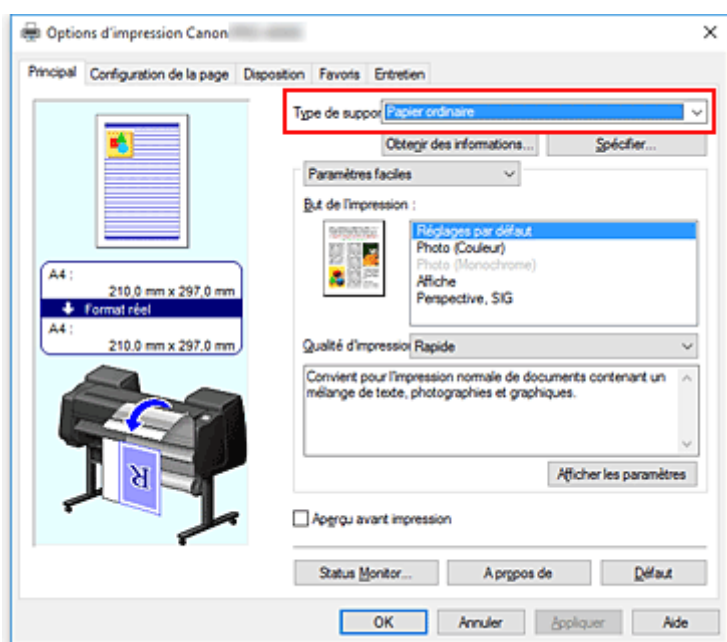 Options d'impression Canon
Principal Configuration de la page Disposition Favoris Entretien
Type de suppor Papier ordinaire
Obtenir des informations... Spécifier...
Paramètres faciles
But de l'impression :
Réglages par défaut
Photo (Couleur)
Photo (Monochrome)
Affiche
Perspective, SIG
A4 :
210,0 mm x 297,0 mm
Format réel
A4 :
210,0 mm x 297,0 mm
Qualité d'impressio Rapide
Convient pour l'impression normale de documents contenant un
mélange de texte, photographies et graphiques.
R
Afficher les paramètres
Aperçu avant impression
Status Monitor... A propos de Défaut
OK Annuler Appliquer Aide